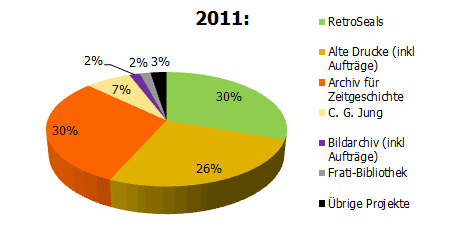 2011:
2%
2%
3%
7%
30%
30%
26%
RetroSeals
Alte Drucke (inkl
Aufträge)
Archiv für
Zeitgeschichte
C. G. Jung
Bildarchiv (inkl
Aufträge)
Frati-Bibliothek
Übrige Projekte